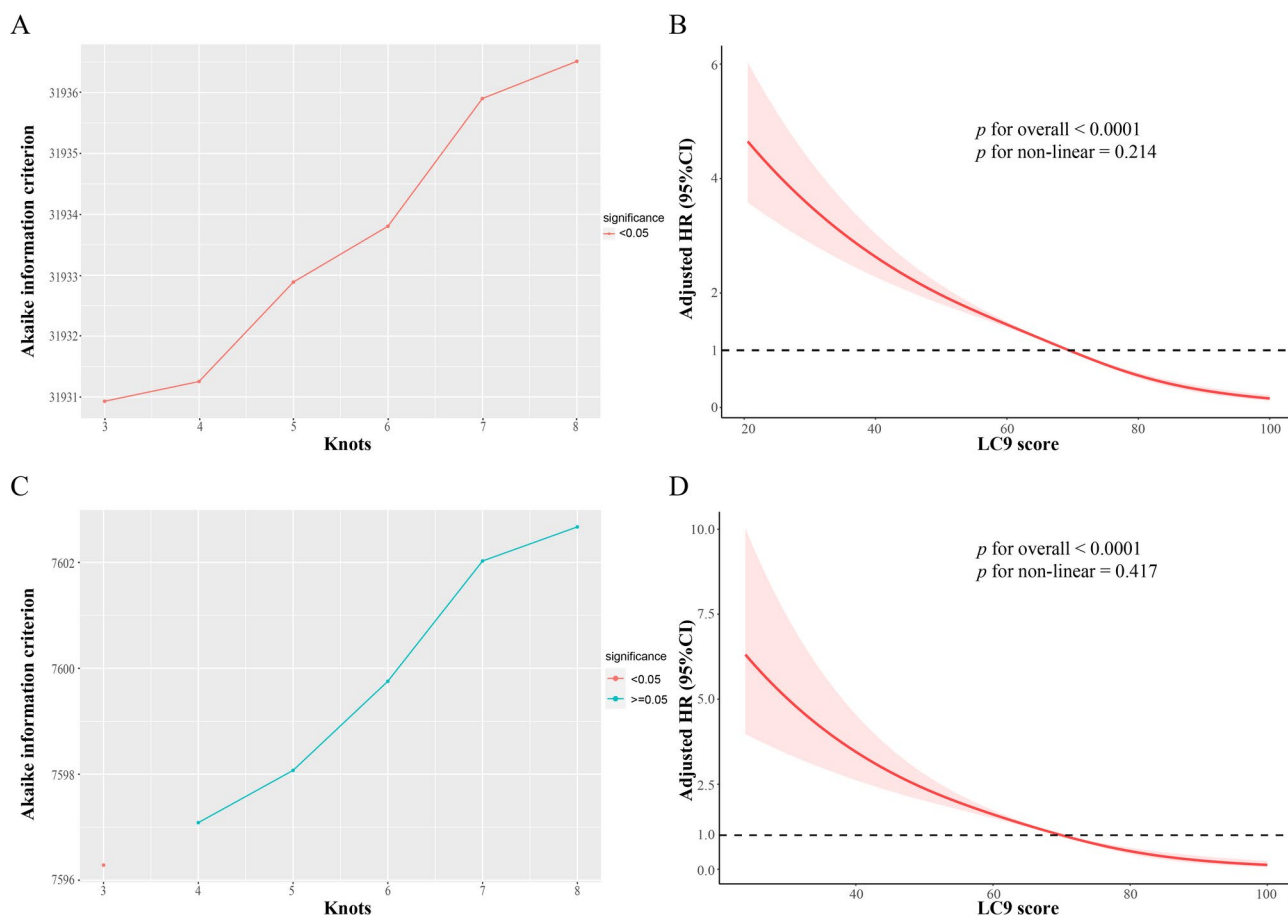 A
Akaike information criterion
31936
31935
31934
31933
31932
31931
3 4 5 6 7 8
Knots
significance
<0.05
B
Adjusted HR (95%CI)
6
4
2
1
0
p for overall < 0.0001
p for non-linear = 0.214
20 40 60 80 100
LC9 score
C
Akaike information criterion
7602
7600
7598
7596
3 4 5 6 7 8
Knots
significance
<0.05
>=0.05
D
Adjusted HR (95%CI)
10.0
7.5
5.0
2.5
1.0
0.0
p for overall < 0.0001
p for non-linear = 0.417
40 60 80 100
LC9 score